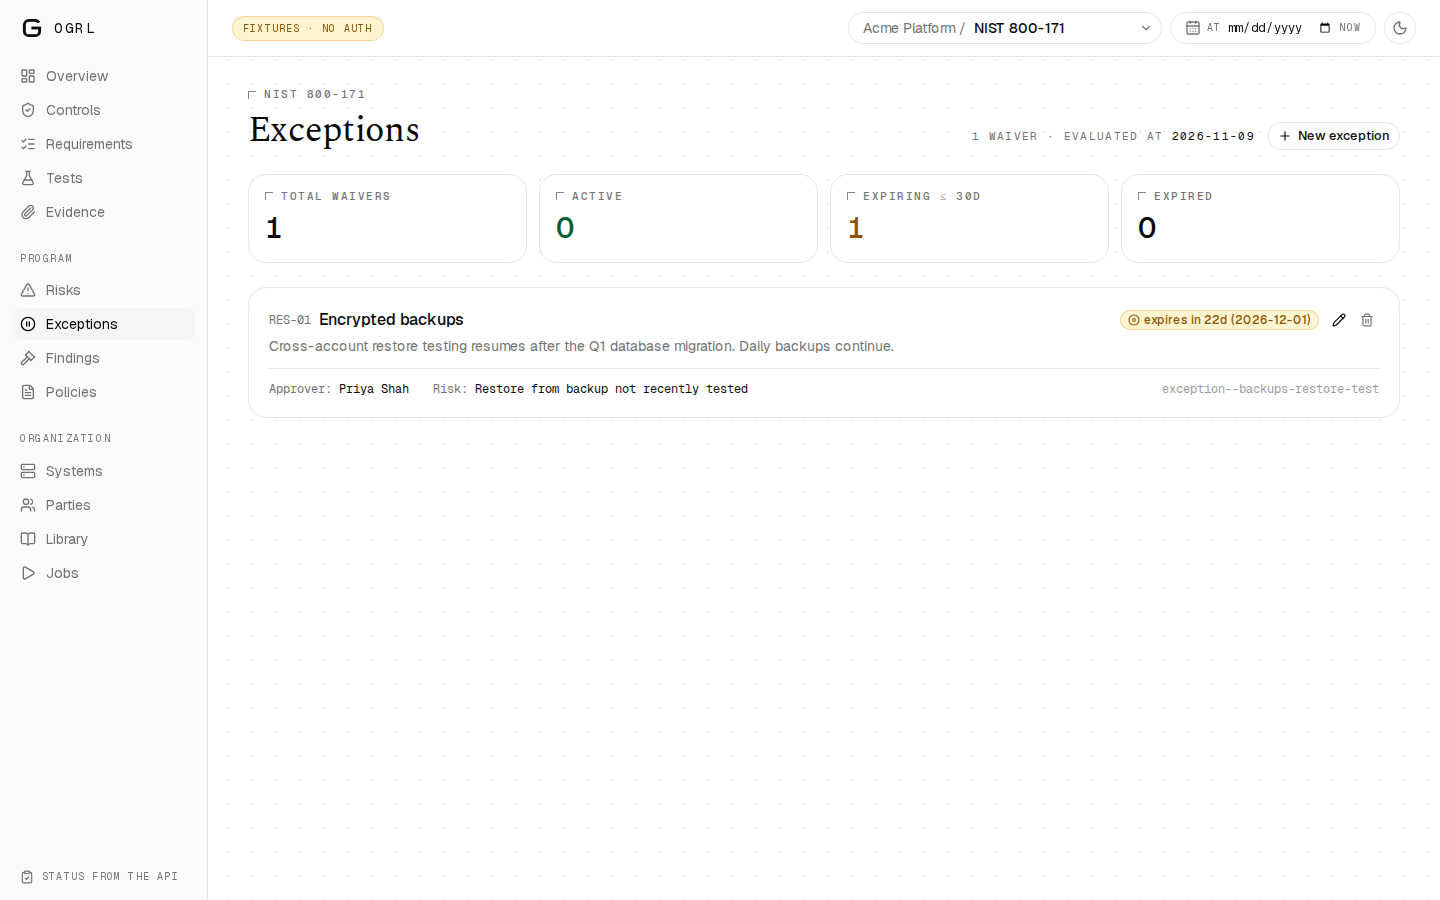 OGRL
FIXTURES · NO AUTH
Acme Platform / NIST 800-171
AT mm/dd/yyyy NOW
Overview
Controls
Requirements
Tests
Evidence
PROGRAM
Risks
Exceptions
Findings
Policies
ORGANIZATION
Systems
Parties
Library
Jobs
STATUS FROM THE API
NIST 800-171
Exceptions
1 WAIVER · EVALUATED AT 2026-11-09
New exception
TOTAL WAIVERS
1
ACTIVE
0
EXPIRING ≤ 30D
1
EXPIRED
0
RES-01 Encrypted backups
expires in 22d (2026-12-01)
Cross-account restore testing resumes after the Q1 database migration. Daily backups continue.
Approver: Priya Shah Risk: Restore from backup not recently tested
exception--backups-restore-test